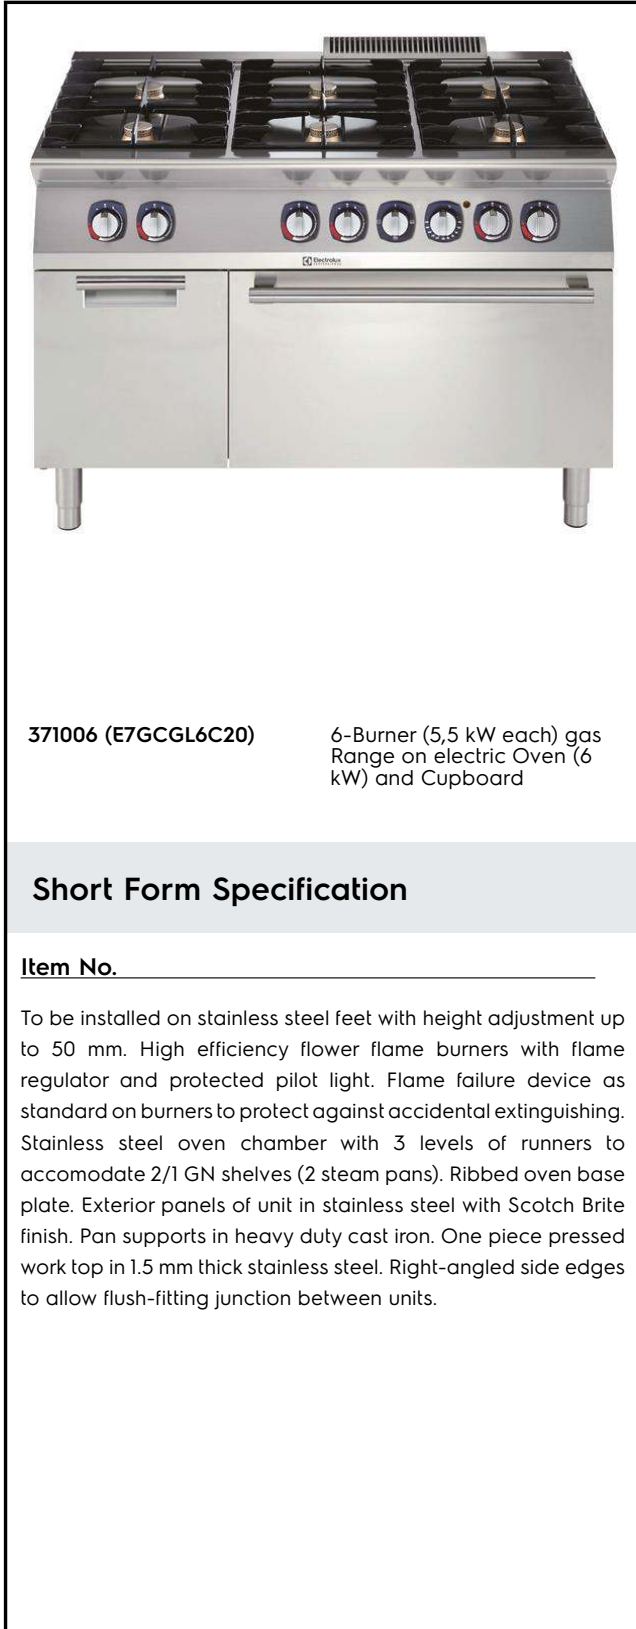 Electrolux
PROFESSIONAL
371006 (E7GCGL6C20)
6-Burner (5,5 kW each) gas
Range on electric Oven (6
kW) and Cupboard
Short Form Specification
Item No.
To be installed on stainless steel feet with height adjustment up
to 50 mm. High efficiency flower flame burners with flame
regulator and protected pilot light. Flame failure device as
standard on burners to protect against accidental extinguishing.
Stainless steel oven chamber with 3 levels of runners to
accomodate 2/1 GN shelves (2 steam pans). Ribbed oven base
plate. Exterior panels of unit in stainless steel with Scotch Brite
finish. Pan supports in heavy duty cast iron. One piece pressed
work top in 1.5 mm thick stainless steel. Right-angled side edges
to allow flush-fitting junction between units.